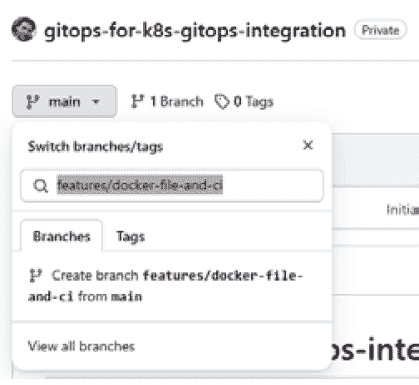 gitops-for-k8s-gitops-integration Private
main 1 Branch 0 Tags
Switch branches/tags
features/docker-file-and-ci
Initia
Branches Tags
Create branch features/docker-file-
and-ci from main
View all branches
ps-inte